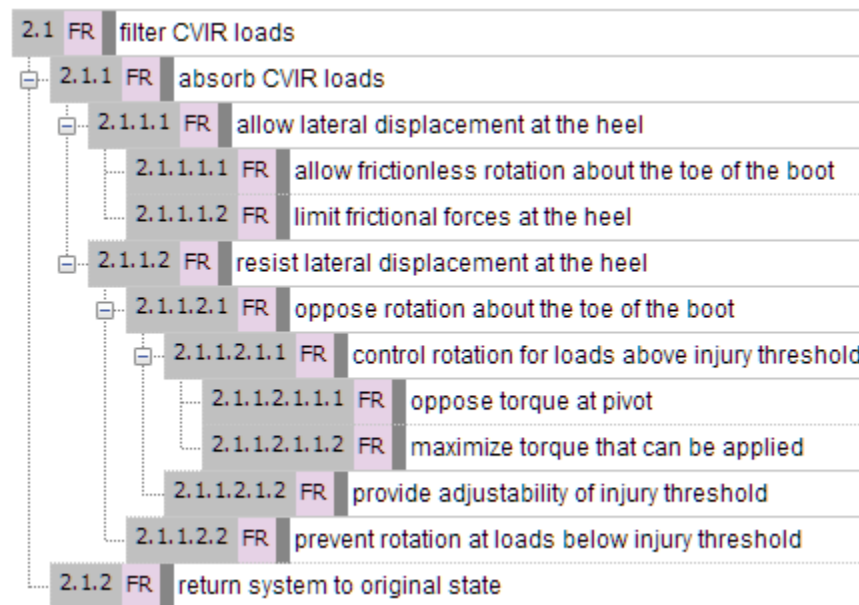 2.1 FR filter CVIR loads
2.1.1 FR absorb CVIR loads
2.1.1.1 FR allow lateral displacement at the heel
2.1.1.1.1 FR allow frictionless rotation about the toe of the boot
2.1.1.1.2 FR limit frictional forces at the heel
2.1.1.2 FR resist lateral displacement at the heel
2.1.1.2.1 FR oppose rotation about the toe of the boot
2.1.1.2.1.1 FR control rotation for loads above injury threshold
2.1.1.2.1.1.1 FR oppose torque at pivot
2.1.1.2.1.1.2 FR maximize torque that can be applied
2.1.1.2.1.2 FR provide adjustability of injury threshold
2.1.1.2.2 FR prevent rotation at loads below injury threshold
2.1.2 FR return system to original state